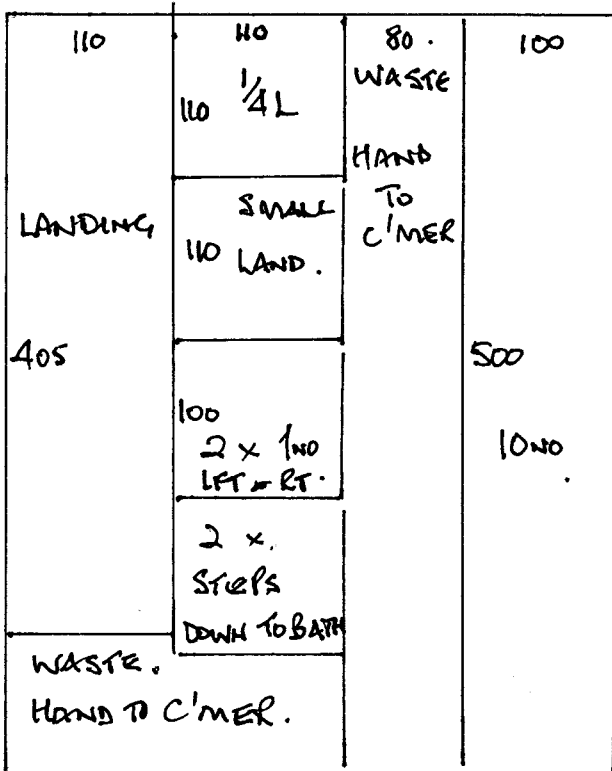 110
LANDING
405
WASTE.
HAND TO C'MER.
110
110 1/4 L
SMALL
110 LAND.
100
2 x 1NO
LFT & RT.
2 x.
STEPS
DOWN TO BATH
80.
WASTE
HAND
TO
C'MER
100
500
10NO
.